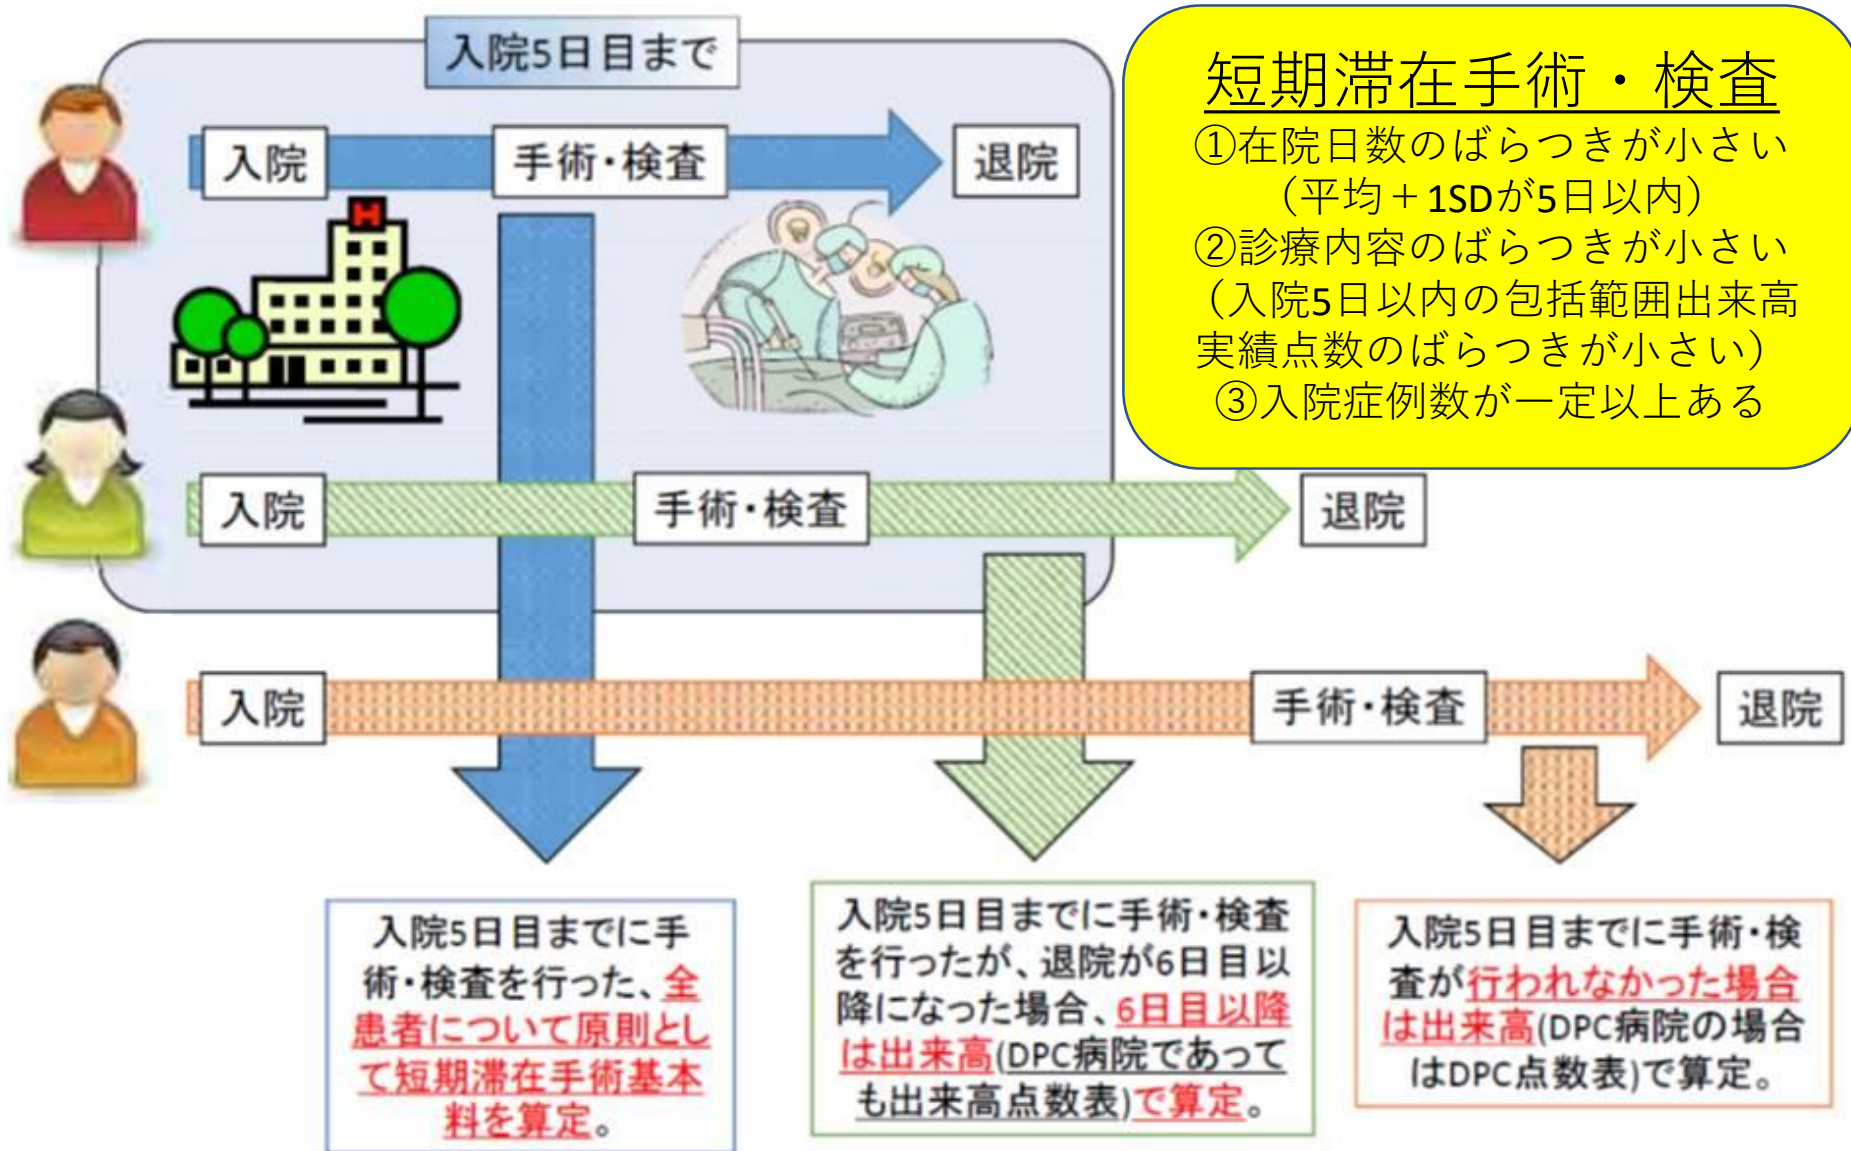 入院5日目まで
入院
手術・検査
退院
短期滞在手術・検査
①在院日数のばらつきが小さい
（平均＋1SDが5日以内）
②診療内容のばらつきが小さい
（入院5日以内の包括範囲出来高
実績点数のばらつきが小さい）
③入院症例数が一定以上ある
H
入院
手術・検査
退院
入院
手術・検査
退院
入院5日目までに手
術・検査を行った、全
患者について原則とし
て短期滞在手術基本
料を算定。
入院5日目までに手術・検査
を行ったが、退院が6日目以
降になった場合、6日目以降
は出来高(DPC病院であって
も出来高点数表)で算定。
入院5日目までに手術・検
査が行われなかった場合
は出来高(DPC病院の場合
はDPC点数表)で算定。